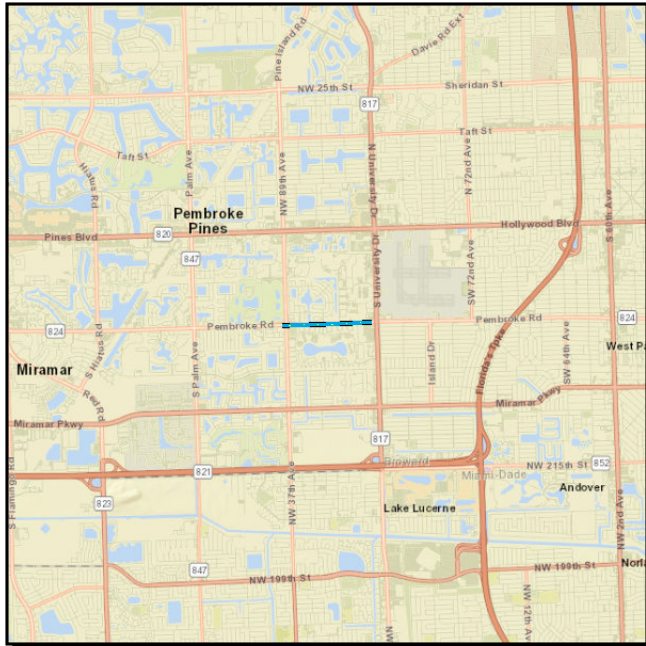 Pine Island Rd
Davie Rd Ext
NW 25th St
Sheridan St
817
Taft St
Taft St
Hiatus Rd
Palm Ave
NW 89th Ave
N University Dr
N 72nd Ave
Pembroke
Pines
Hollywood Blvd
S 60th Ave
Pines Blvd
820
847
S University Dr
SW 72nd Ave
824
Pembroke Rd
Pembroke Rd
824
S Hiatus Rd
S Palm Ave
Island Dr
Florida's Tpke
SW 64th Ave
West Pa
Miramar
Red Rd
Miramar Pkwy
Miramar Pkwy
817
Broward
821
NW 215th St
852
Miami-Dade
S Flamingo Rd
823
NW 37th Ave
Andover
Lake Lucerne
NW 2nd Ave
847
NW 199th St
NW 199th St
Norla
NW
NW 12th Av